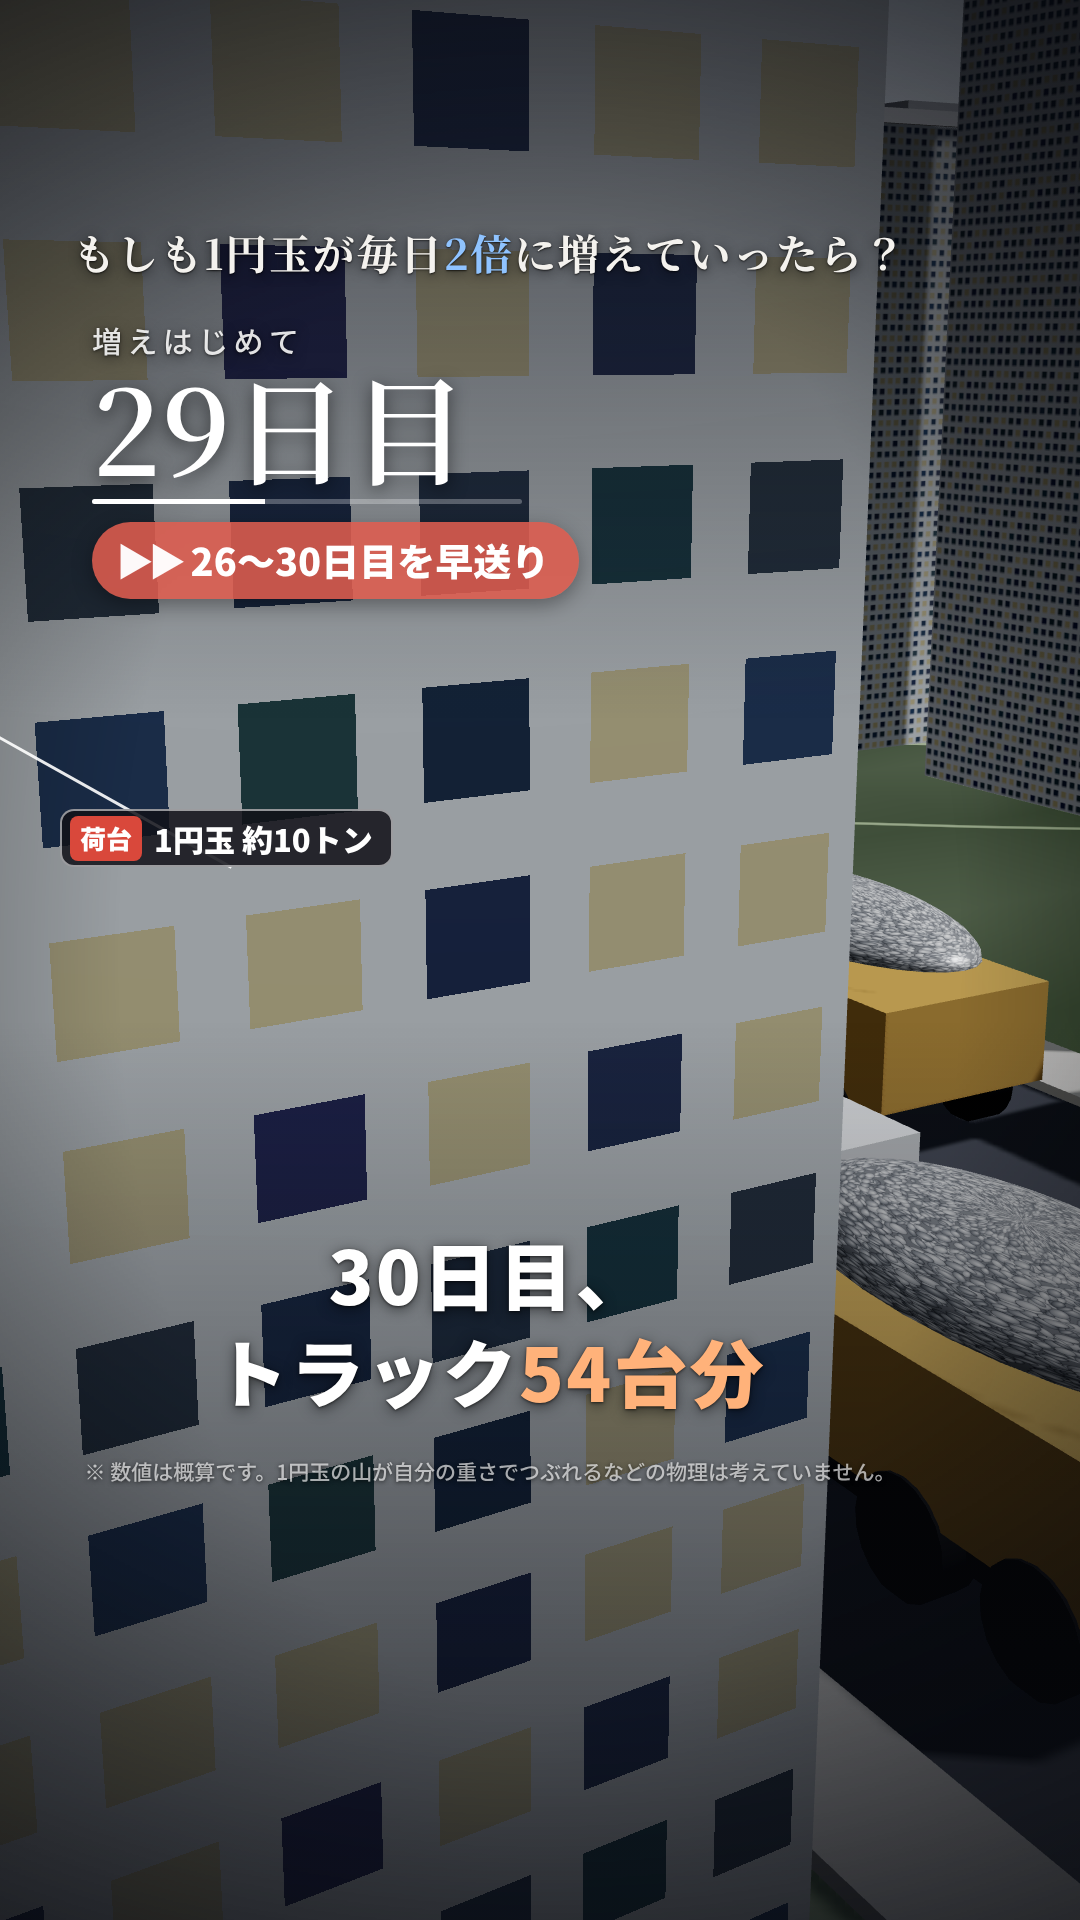 もしも1円玉が毎日2倍に増えていったら？
増えはじめて
29日目
▶▶ 26〜30日目を早送り
荷台 1円玉 約10トン
30日目、
トラック54台分
※ 数値は概算です。1円玉の山が自分の重さでつぶれるなどの物理は考えていません。